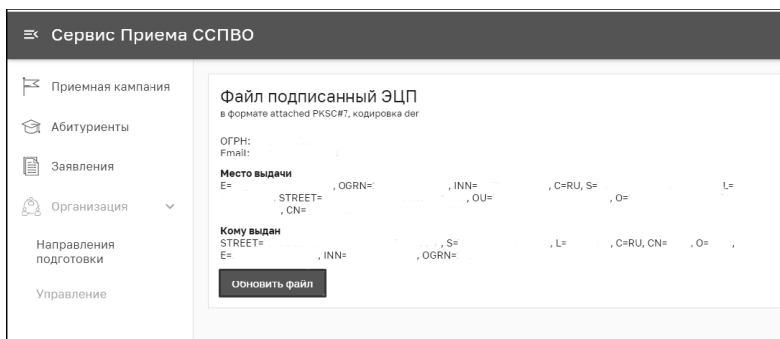 Сервис Приема ССПВО
Приемная кампания
Абитуриенты
Заявления
Организация
Направления
подготовки
Управление
Файл подписанный ЭЦП
в формате attached PKSC#7, кодировка der
ОГРН:
Email:
Место выдачи
E= , OGRN= , INN= , C=RU, S= , L=
, STREET= , OU= , O=
, CN=
Кому выдан
STREET= , S= , L= , C=RU, CN= , O= ,
E= , INN= , OGRN=
Обновить файл